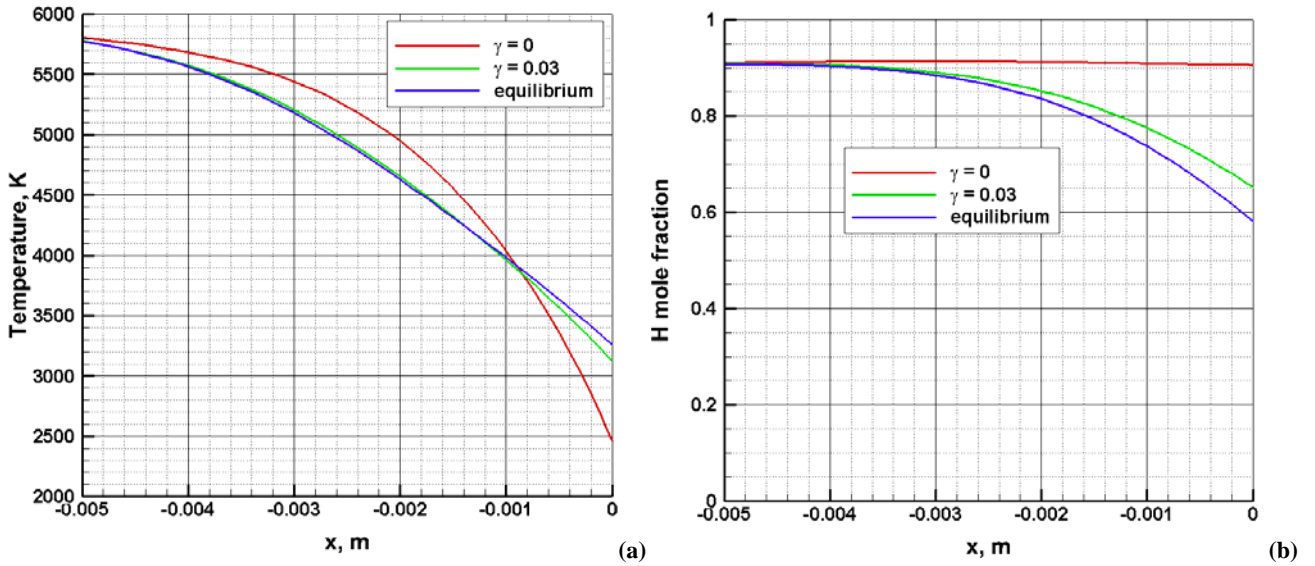 6000
5500
5000
4500
4000
3500
3000
2500
2000
Temperature, K
γ = 0
γ = 0.03
equilibrium
-0.005
-0.004
-0.003
-0.002
-0.001
0
x, m
(a)
1
0.8
0.6
0.4
0.2
0
H mole fraction
γ = 0
γ = 0.03
equilibrium
-0.005
-0.004
-0.003
-0.002
-0.001
0
x, m
(b)